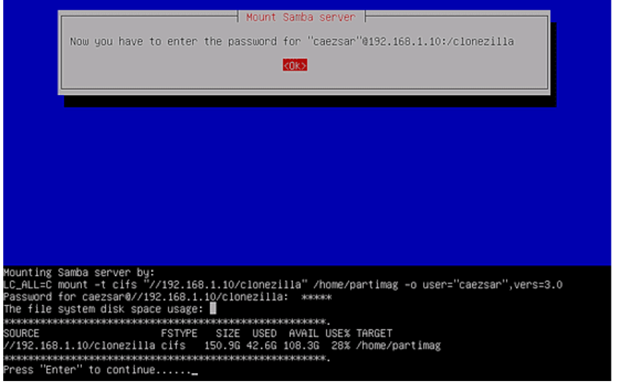 Mount Samba server
Now you have to enter the password for "caezsar"@192.168.1.10:/clonezilla
<Ok>
Mounting Samba server by:
LC_ALL=C mount -t cifs "//192.168.1.10/clonezilla" /home/partimag -o user="caezsar",vers=3.0
Password for caezsar@//192.168.1.10/clonezilla:  *****
The file system disk space usage:
*****************************************************.
SOURCE                    FSTYPE   SIZE  USED  AVAIL USE% TARGET
//192.168.1.10/clonezilla cifs   150.9G 42.6G 108.3G  28% /home/partimag
*****************************************************.
Press "Enter" to continue......_